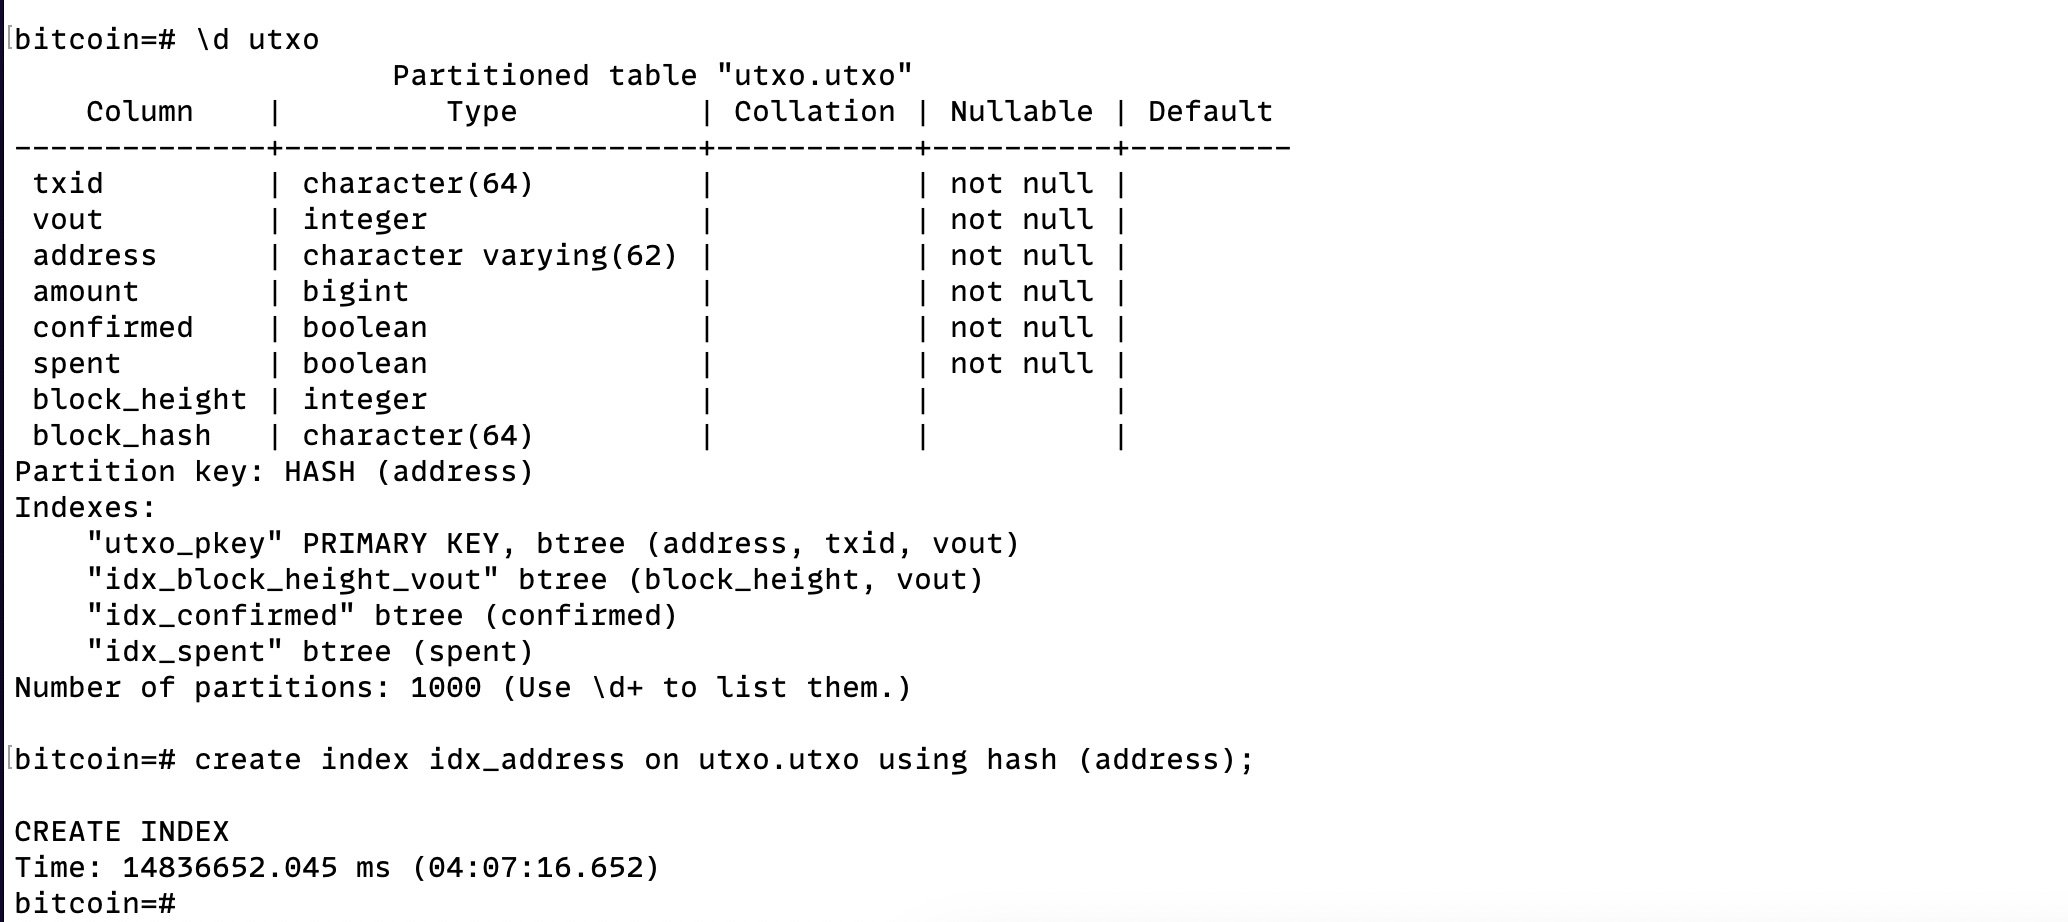 bitcoin=# \d utxo
                     Partitioned table "utxo.utxo"
    Column    |         Type          | Collation | Nullable | Default
--------------+-----------------------+-----------+----------+---------
 txid         | character(64)         |           | not null |
 vout         | integer               |           | not null |
 address      | character varying(62) |           | not null |
 amount       | bigint                |           | not null |
 confirmed    | boolean               |           | not null |
 spent        | boolean               |           | not null |
 block_height | integer               |           |          |
 block_hash   | character(64)         |           |          |
Partition key: HASH (address)
Indexes:
    "utxo_pkey" PRIMARY KEY, btree (address, txid, vout)
    "idx_block_height_vout" btree (block_height, vout)
    "idx_confirmed" btree (confirmed)
    "idx_spent" btree (spent)
Number of partitions: 1000 (Use \d+ to list them.)
bitcoin=# create index idx_address on utxo.utxo using hash (address);
CREATE INDEX
Time: 14836652.045 ms (04:07:16.652)
bitcoin=#